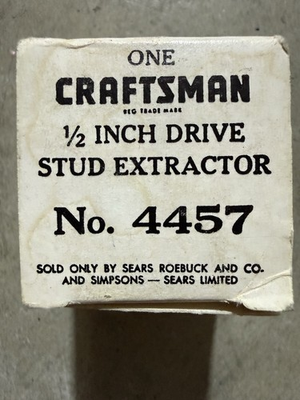 ONE
CRAFTSMAN
REG TRADE MARK
½ INCH DRIVE
STUD EXTRACTOR
No. 4457
SOLD ONLY BY SEARS ROEBUCK AND CO.
AND SIMPSONS — SEARS LIMITED